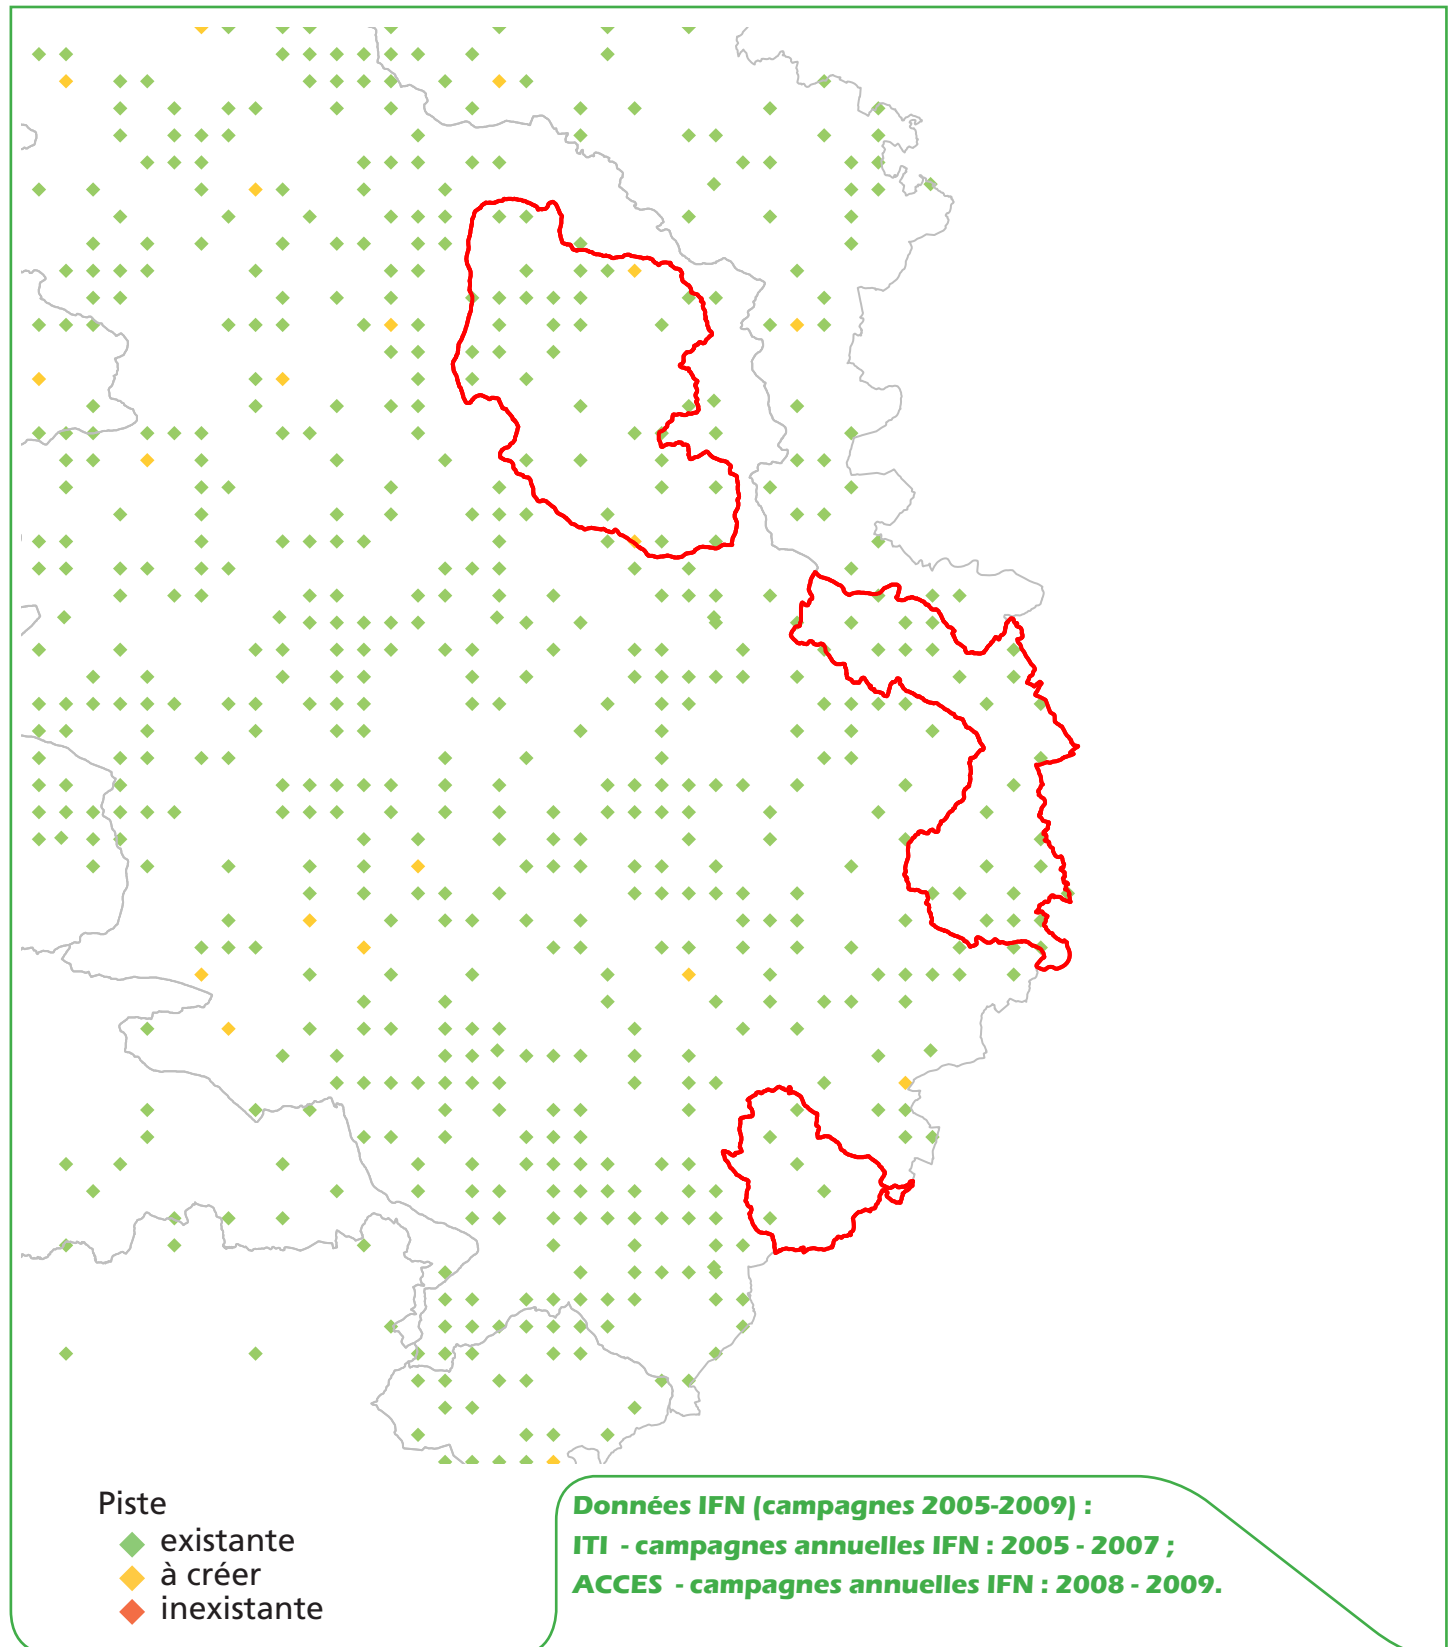 Piste
existante
à créer
inexistante
Données IFN (campagnes 2005-2009) :
ITI - campagnes annuelles IFN : 2005 - 2007 ;
ACCES - campagnes annuelles IFN : 2008 - 2009.